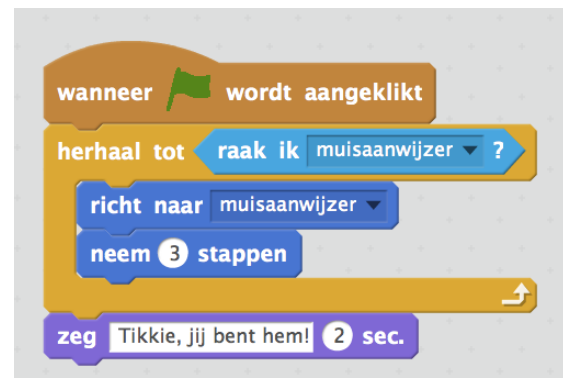 wanneer wordt aangeklikt
herhaal tot raak ik muisaanwijzer ?
richt naar muisaanwijzer
neem 3 stappen
zeg Tikkie, jij bent hem! 2 sec.